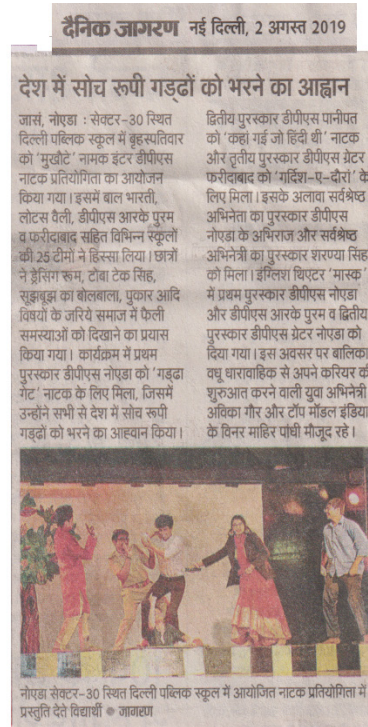 दैनिक जागरण नई दिल्ली, 2 अगस्त 2019
देश में सोच रूपी गड्ढों को भरने का आह्वान
जासं, नोएडा : सेक्टर-30 स्थित
दिल्ली पब्लिक स्कूल में बृहस्पतिवार
को 'मुखौटे' नामक इंटर डीपीएस
नाटक प्रतियोगिता का आयोजन
किया गया। इसमें बाल भारती,
लोटस वैली, डीपीएस आरके पुरम
व फरीदाबाद सहित विभिन्न स्कूलों
की 25 टीमों ने हिस्सा लिया। छात्रों
ने ड्रेसिंग रूम, टोबा टेक सिंह,
सूझबूझ का बोलबाला, पुकार आदि
विषयों के जरिये समाज में फैली
समस्याओं को दिखाने का प्रयास
किया गया। कार्यक्रम में प्रथम
पुरस्कार डीपीएस नोएडा को 'गड्ढा
गेट' नाटक के लिए मिला, जिसमें
उन्होंने सभी से देश में सोच रूपी
गड्ढों को भरने का आह्वान किया।
द्वितीय पुरस्कार डीपीएस पानीपत
को 'कहां गई जो हिंदी थी' नाटक
और तृतीय पुरस्कार डीपीएस ग्रेटर
फरीदाबाद को 'गर्दिश-ए-दौरां' के
लिए मिला। इसके अलावा सर्वश्रेष्ठ
अभिनेता का पुरस्कार डीपीएस
नोएडा के अभिराज और सर्वश्रेष्ठ
अभिनेत्री का पुरस्कार शरण्या सिंह
को मिला। इंग्लिश थिएटर 'मास्क'
में प्रथम पुरस्कार डीपीएस नोएडा
और डीपीएस आरके पुरम व द्वितीय
पुरस्कार डीपीएस ग्रेटर नोएडा को
दिया गया। इस अवसर पर बालिका
वधू धारावाहिक से अपने करियर की
शुरुआत करने वाली युवा अभिनेत्री
अविका गौर और टॉप मॉडल इंडिया
के विनर माहिर पांधी मौजूद रहे।
नोएडा सेक्टर-30 स्थित दिल्ली पब्लिक स्कूल में आयोजित नाटक प्रतियोगिता में
प्रस्तुति देते विद्यार्थी ● जागरण